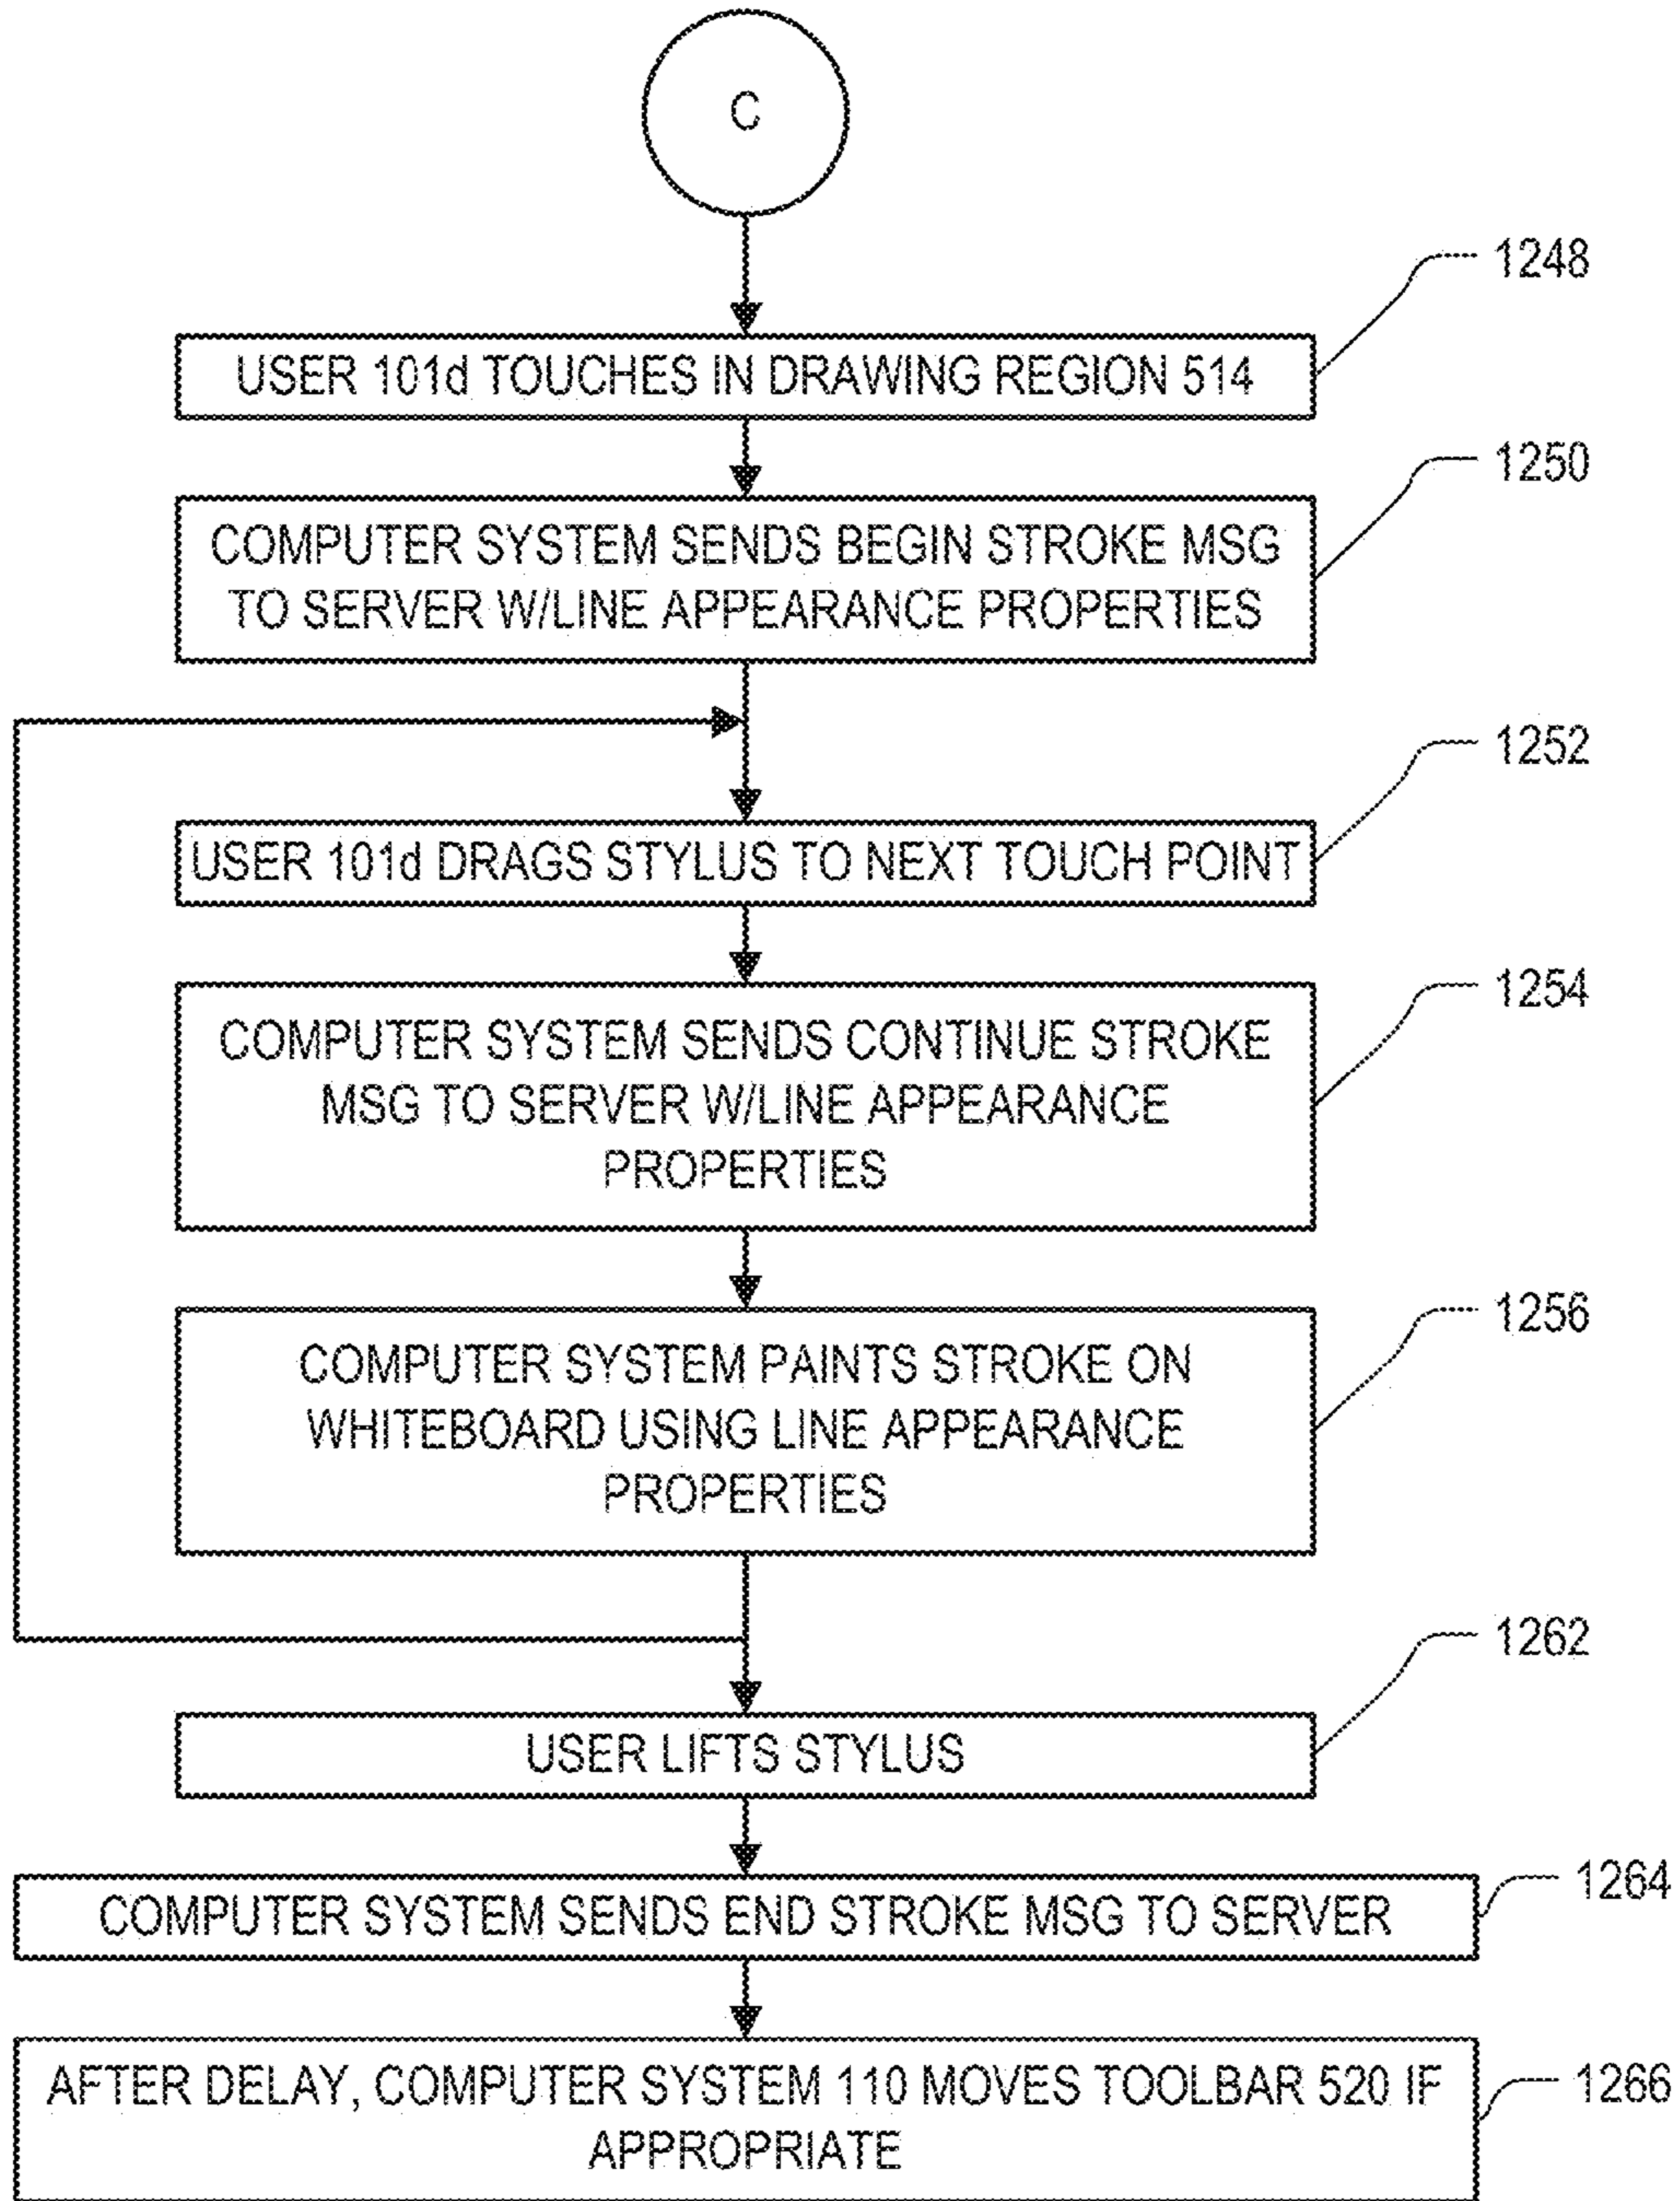 C
1248
USER 101d TOUCHES IN DRAWING REGION 514
1250
COMPUTER SYSTEM SENDS BEGIN STROKE MSG
TO SERVER W/LINE APPEARANCE PROPERTIES
1252
USER 101d DRAGS STYLUS TO NEXT TOUCH POINT
1254
COMPUTER SYSTEM SENDS CONTINUE STROKE
MSG TO SERVER W/LINE APPEARANCE
PROPERTIES
1256
COMPUTER SYSTEM PAINTS STROKE ON
WHITEBOARD USING LINE APPEARANCE
PROPERTIES
1262
USER LIFTS STYLUS
1264
COMPUTER SYSTEM SENDS END STROKE MSG TO SERVER
1266
AFTER DELAY, COMPUTER SYSTEM 110 MOVES TOOLBAR 520 IF
APPROPRIATE